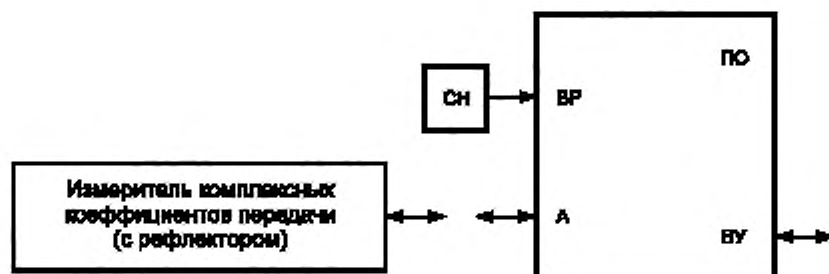 ПО
СН
ВР
Измеритель комплексных
коэффициентов передачи
(с рефлектором)
А
ВУ